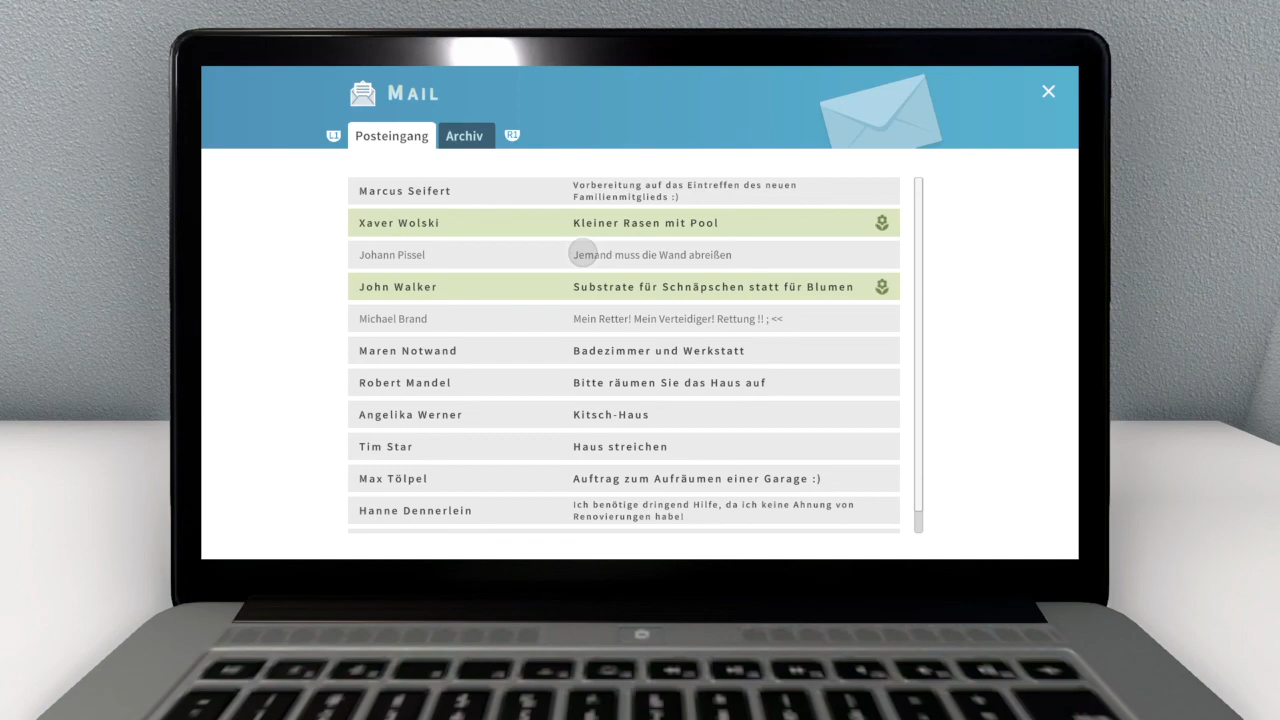 MAIL
L1 Posteingang Archiv R1
Marcus Seifert Vorbereitung auf das Eintreffen des neuen
Familienmitglieds :)
Xaver Wolski Kleiner Rasen mit Pool
Johann Pissel Jemand muss die Wand abreißen
John Walker Substrate für Schnäpschen statt für Blumen
Michael Brand Mein Retter! Mein Verteidiger! Rettung !! ; <<
Maren Notwand Badezimmer und Werkstatt
Robert Mandel Bitte räumen Sie das Haus auf
Angelika Werner Kitsch-Haus
Tim Star Haus streichen
Max Tölpel Auftrag zum Aufräumen einer Garage :)
Hanne Dennerlein Ich benötige dringend Hilfe, da ich keine Ahnung von
Renovierungen habe!